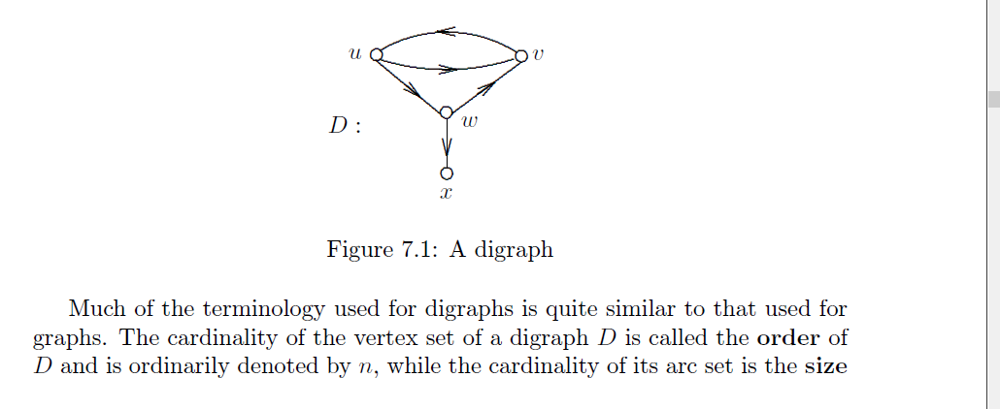 u
v
D :
w
x
Figure 7.1: A digraph
Much of the terminology used for digraphs is quite similar to that used for
graphs. The cardinality of the vertex set of a digraph D is called the order of
D and is ordinarily denoted by n, while the cardinality of its arc set is the size